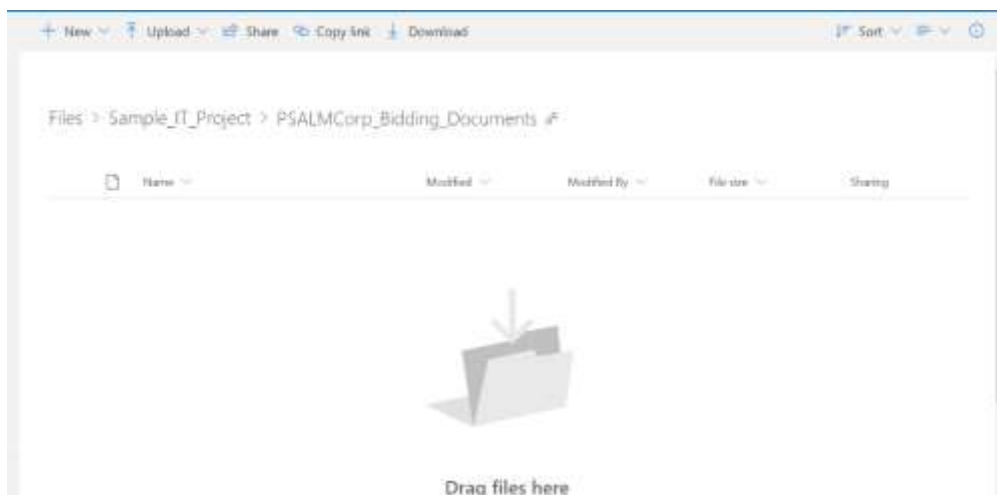 New Upload Share Copy link Download Sort
Files > Sample_IT_Project > PSALMCorp_Bidding_Documents
Name Modified Modified By File size Sharing
Drag files here